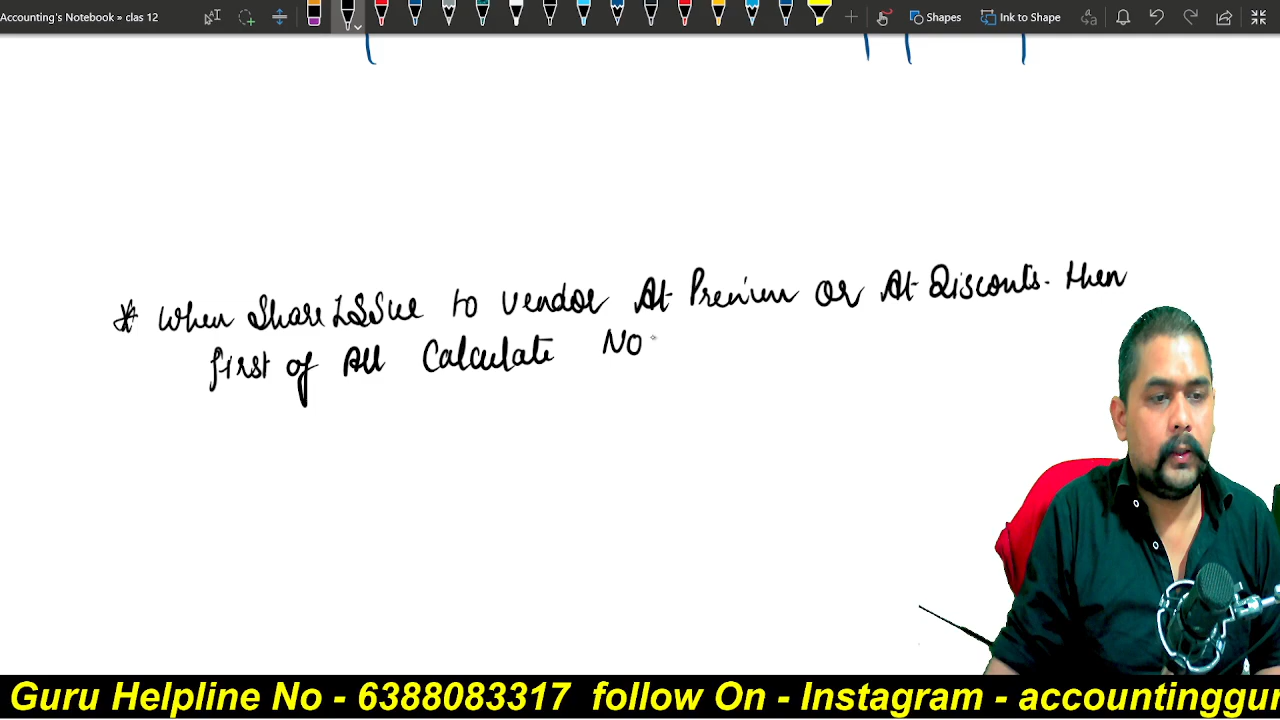 Accounting's Notebook » clas 12
Shapes
Ink to Shape
* When Share ISSue to vendor At Premium Or At Disconts. then
first of All Calculate NO
Guru Helpline No - 6388083317 follow On - Instagram - accountinggur